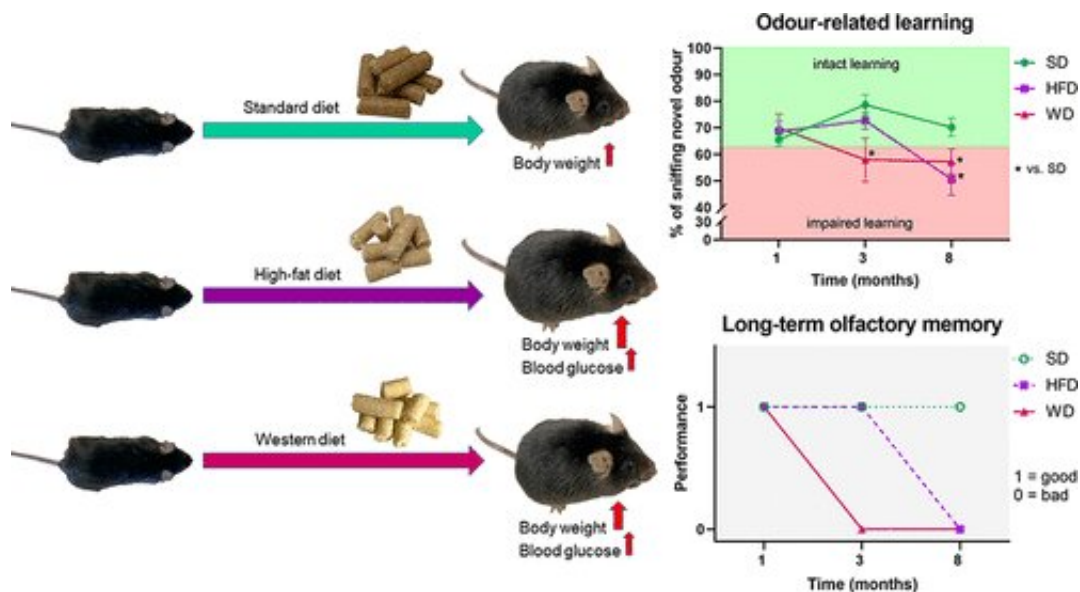 Standard diet
Body weight
High-fat diet
Body weight
Blood glucose
Western diet
Body weight
Blood glucose
Odour-related learning
% of sniffing novel odour
100
90
80
70
60
50
40
30
0
intact learning
impaired learning
1
3
8
Time (months)
SD
HFD
WD
* vs. SD
Long-term olfactory memory
Performance
1
0
1
3
8
Time (months)
SD
HFD
WD
1 = good
0 = bad